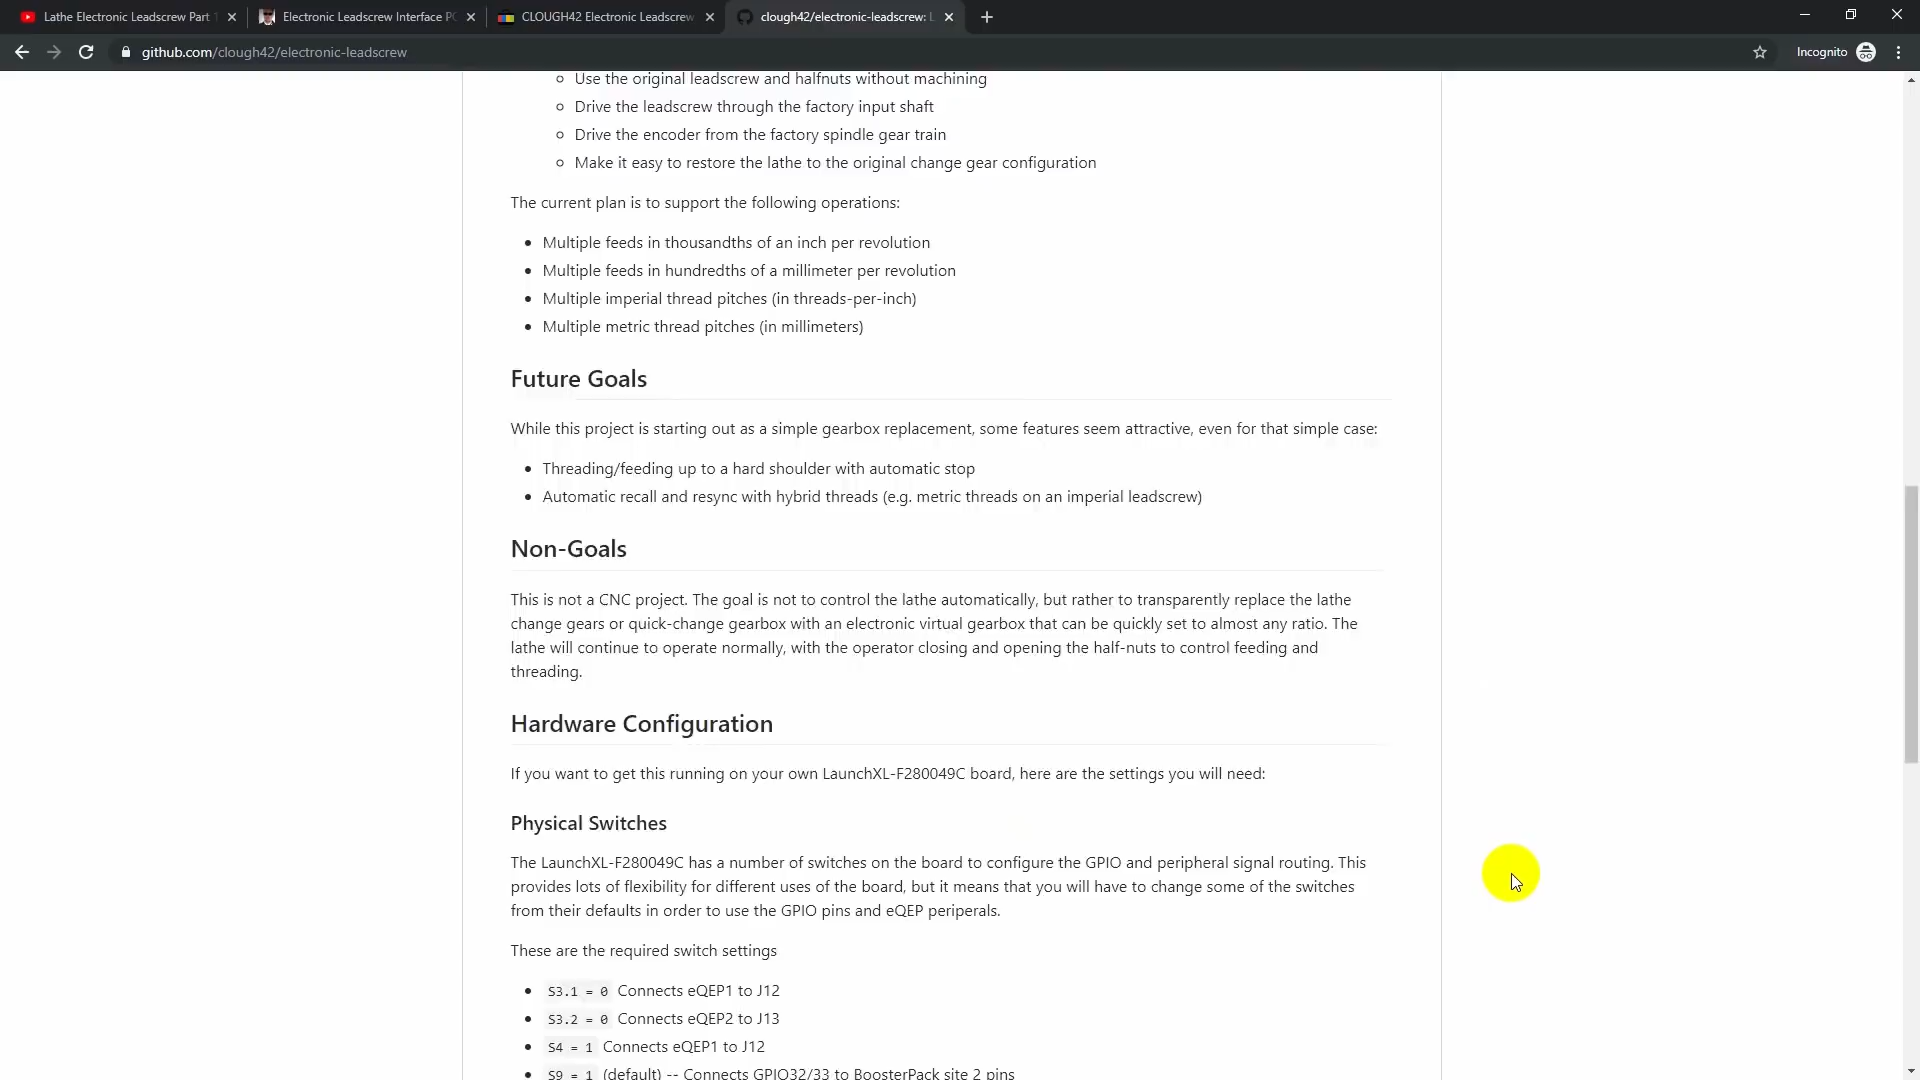 Lathe Electronic Leadscrew Part 1
Electronic Leadscrew Interface PC
CLOUGH42 Electronic Leadscrew
clough42/electronic-leadscrew: L
github.com/clough42/electronic-leadscrew
Incognito
Use the original leadscrew and halfnuts without machining
Drive the leadscrew through the factory input shaft
Drive the encoder from the factory spindle gear train
Make it easy to restore the lathe to the original change gear configuration
The current plan is to support the following operations:
Multiple feeds in thousandths of an inch per revolution
Multiple feeds in hundredths of a millimeter per revolution
Multiple imperial thread pitches (in threads-per-inch)
Multiple metric thread pitches (in millimeters)
Future Goals
While this project is starting out as a simple gearbox replacement, some features seem attractive, even for that simple case:
Threading/feeding up to a hard shoulder with automatic stop
Automatic recall and resync with hybrid threads (e.g. metric threads on an imperial leadscrew)
Non-Goals
This is not a CNC project. The goal is not to control the lathe automatically, but rather to transparently replace the lathe
change gears or quick-change gearbox with an electronic virtual gearbox that can be quickly set to almost any ratio. The
lathe will continue to operate normally, with the operator closing and opening the half-nuts to control feeding and
threading.
Hardware Configuration
If you want to get this running on your own LaunchXL-F280049C board, here are the settings you will need:
Physical Switches
The LaunchXL-F280049C has a number of switches on the board to configure the GPIO and peripheral signal routing. This
provides lots of flexibility for different uses of the board, but it means that you will have to change some of the switches
from their defaults in order to use the GPIO pins and eQEP periperals.
These are the required switch settings
S3.1 = 0 Connects eQEP1 to J12
S3.2 = 0 Connects eQEP2 to J13
S4 = 1 Connects eQEP1 to J12
S9 = 1 (default) -- Connects GPIO32/33 to BoosterPack site 2 pins